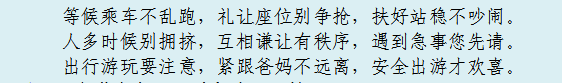 等候乘车不乱跑，礼让座位别争抢，扶好站稳不吵闹。
人多时候别拥挤，互相谦让有秩序，遇到急事您先请。
出行游玩要注意，紧跟爸妈不远离，安全出游才欢喜。